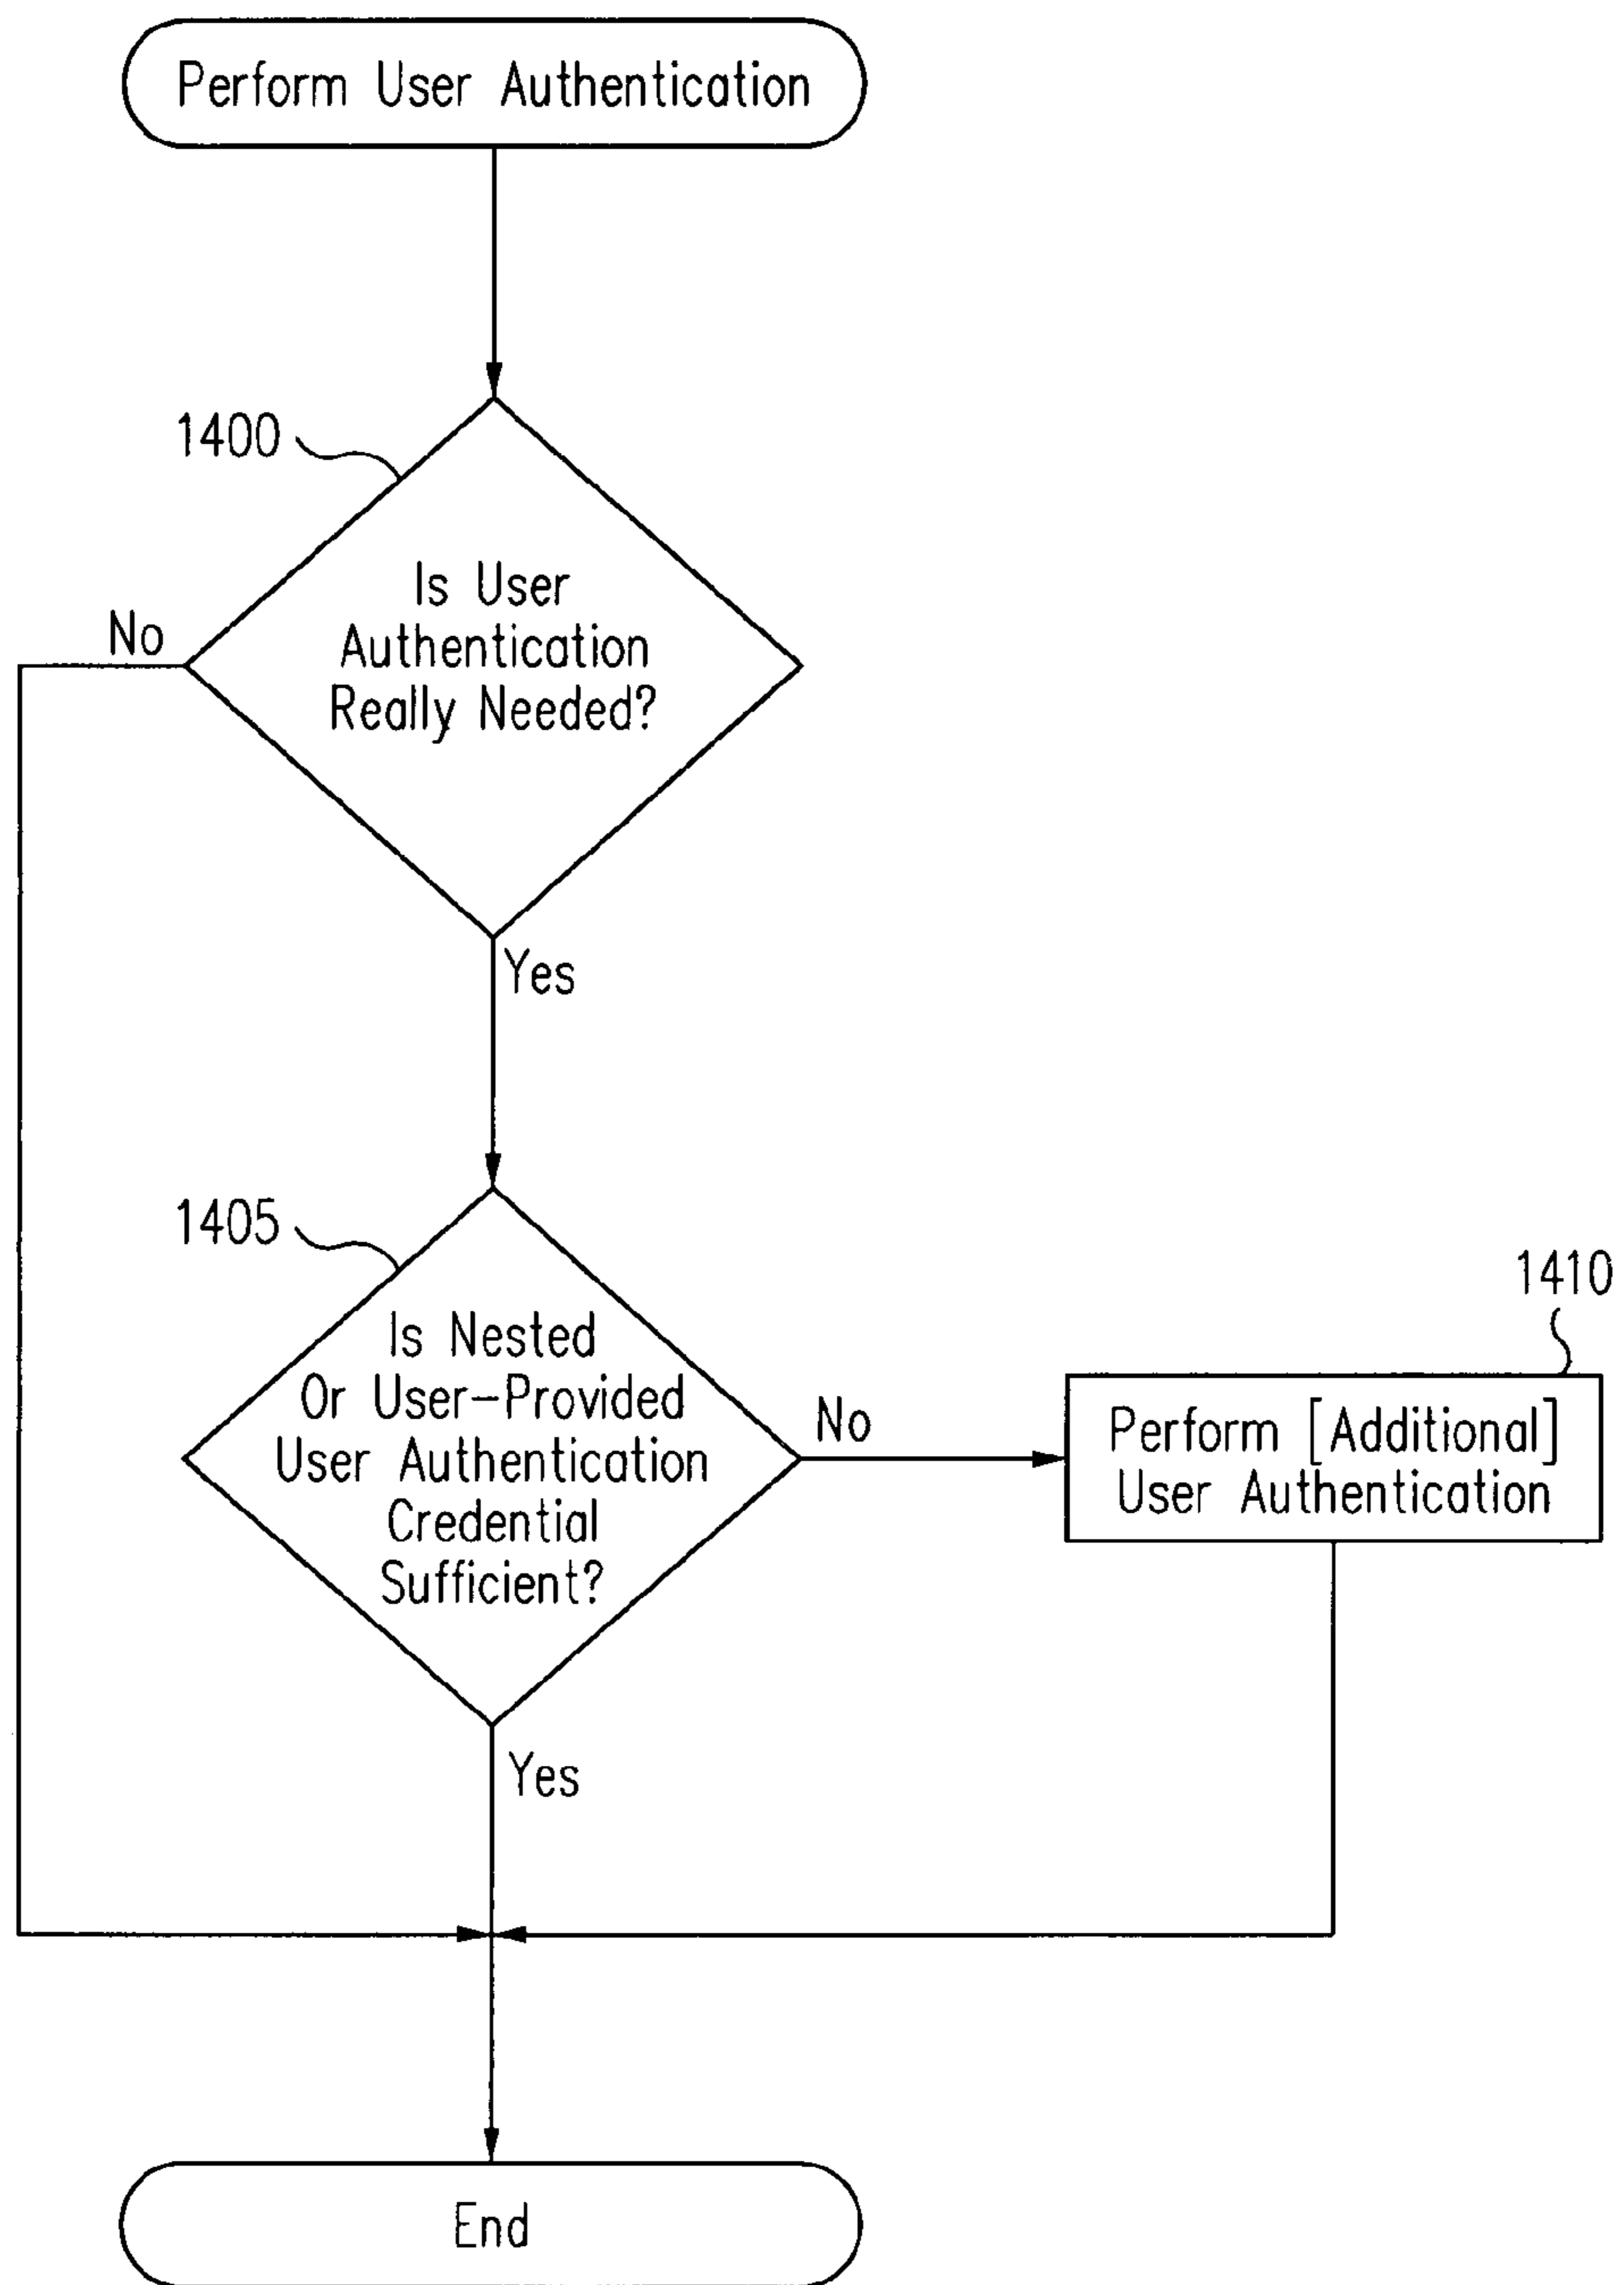 Perform User Authentication
1400
Is User
Authentication
Really Needed?
No
Yes
1405
Is Nested
Or User-Provided
User Authentication
Credential
Sufficient?
No
1410
Perform [Additional]
User Authentication
Yes
End